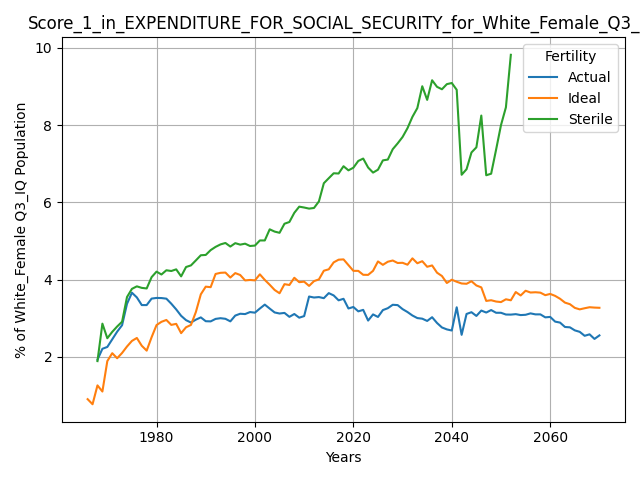 Score_1_in_EXPENDITURE_FOR_SOCIAL_SECURITY_for_White_Female_Q3_
10
8
6
4
2
% of White_Female Q3_IQ Population
Fertility
Actual
Ideal
Sterile
1980 2000 2020 2040 2060
Years